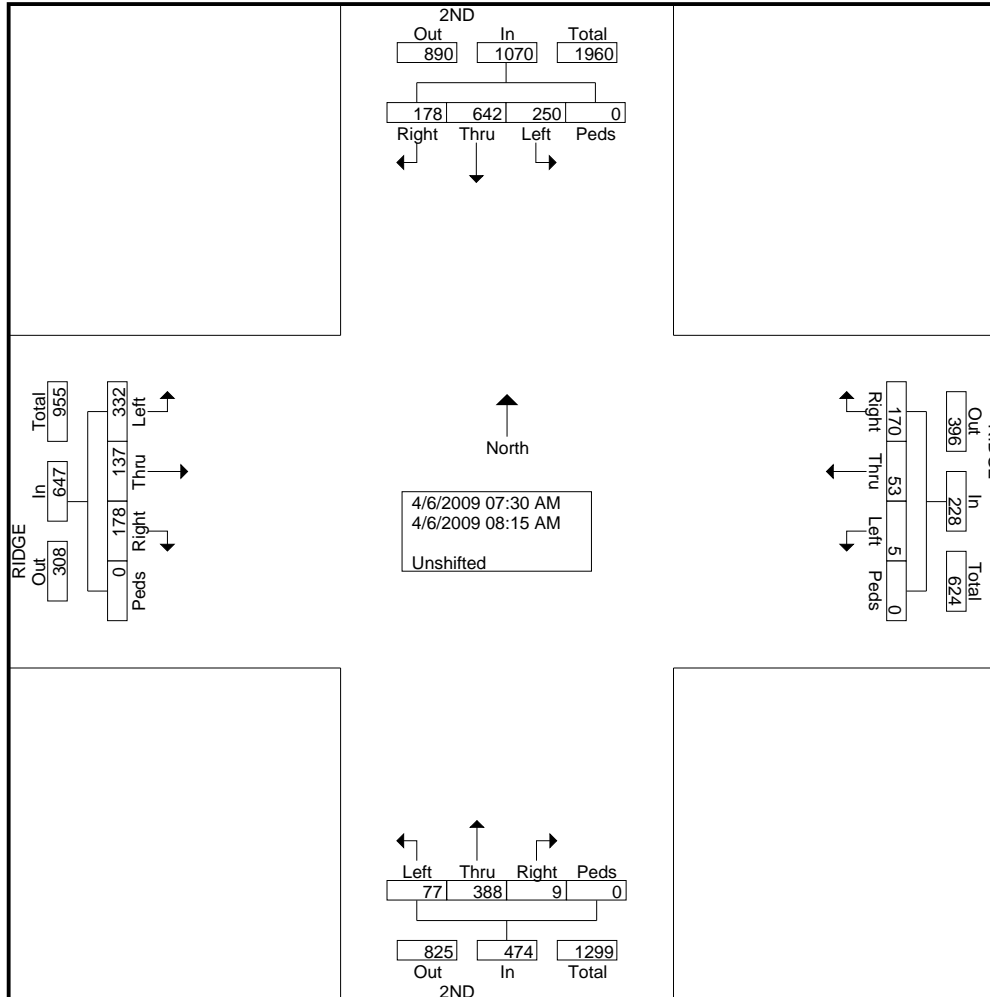 2ND
Out In Total
890 1070 1960
178 642 250 0
Right Thru Left Peds
RIDGE
Total In Out
955 647 308
332 137 178 0
Left Thru Right Peds
North
4/6/2009 07:30 AM
4/6/2009 08:15 AM
Unshifted
Right Thru Left Peds
170 53 5 0
Out In Total
396 228 624
RIDGE
Left Thru Right Peds
77 388 9 0
825 474 1299
Out In Total
2ND